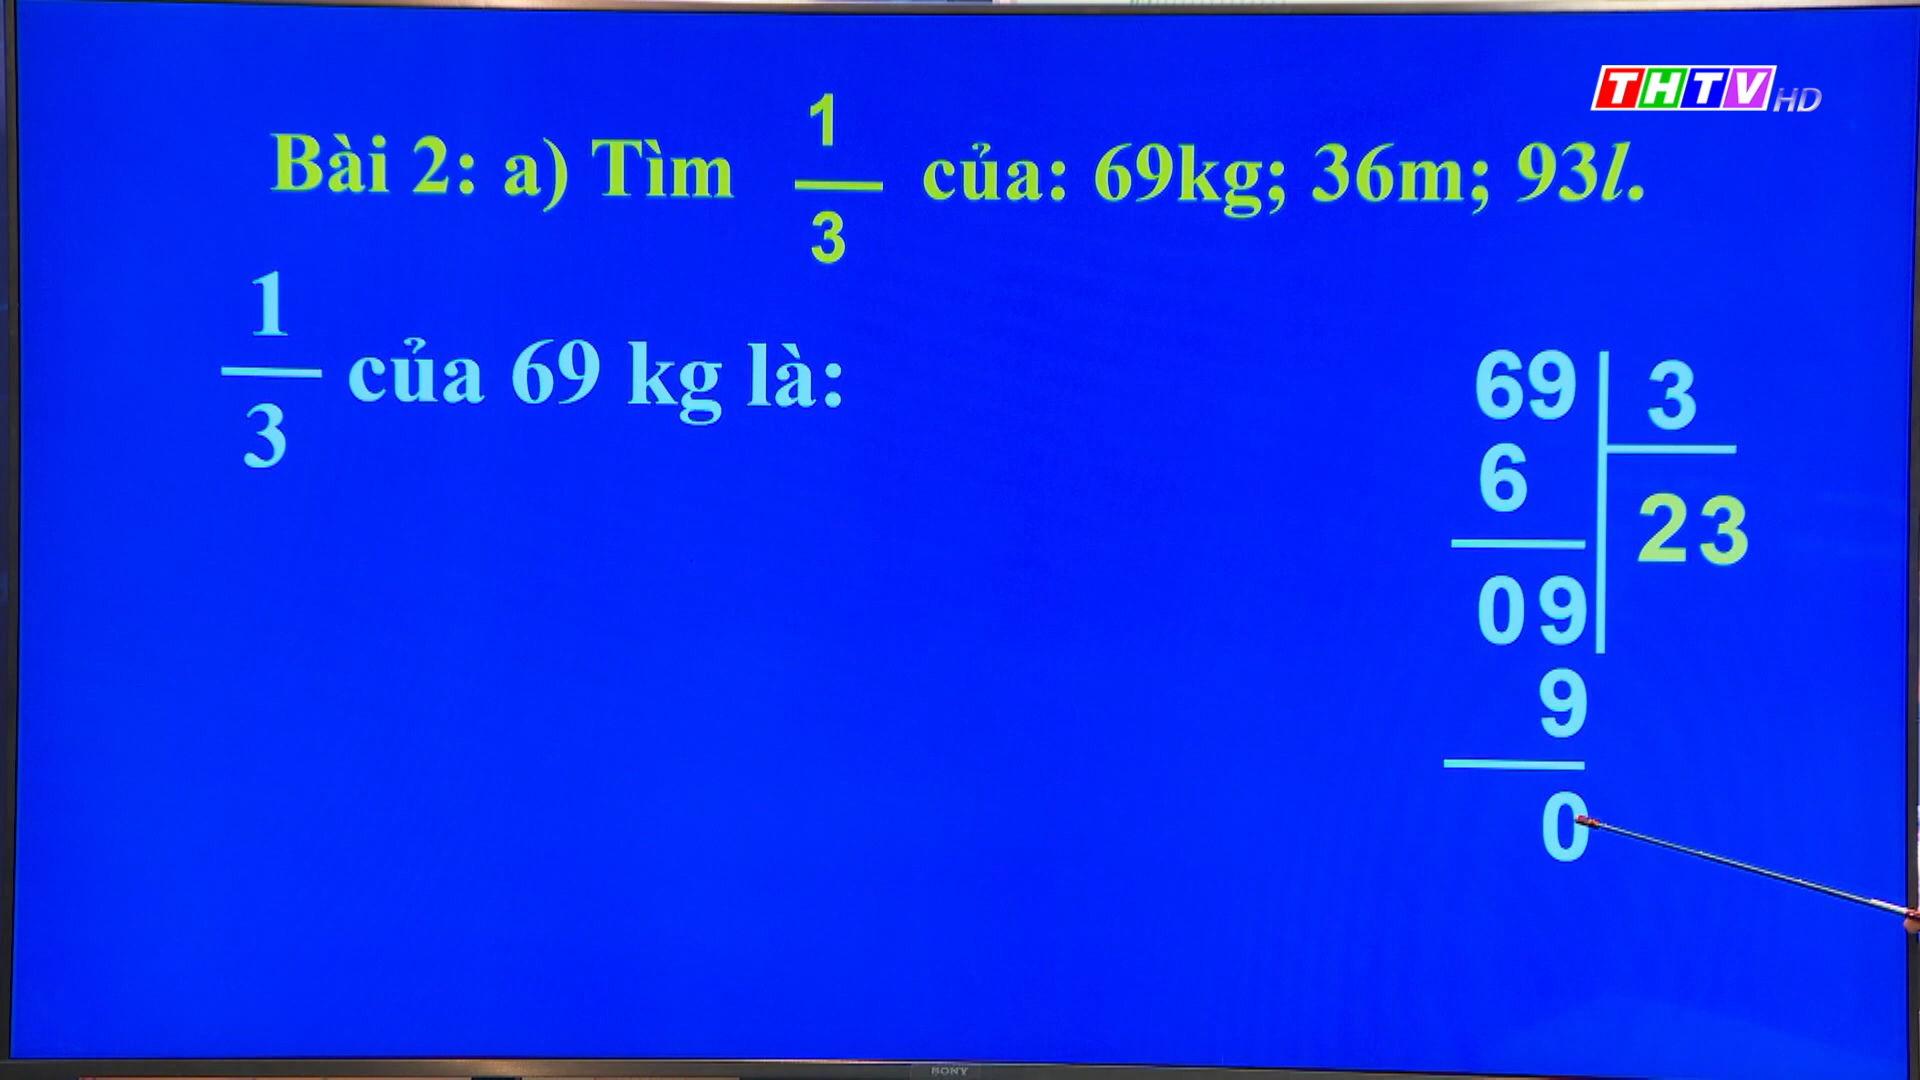 THTV HD
Bài 2: a) Tìm 1/3 của: 69kg; 36m; 93l.
1/3 của 69 kg là:
69 3
6
23
09
9
0
SONY